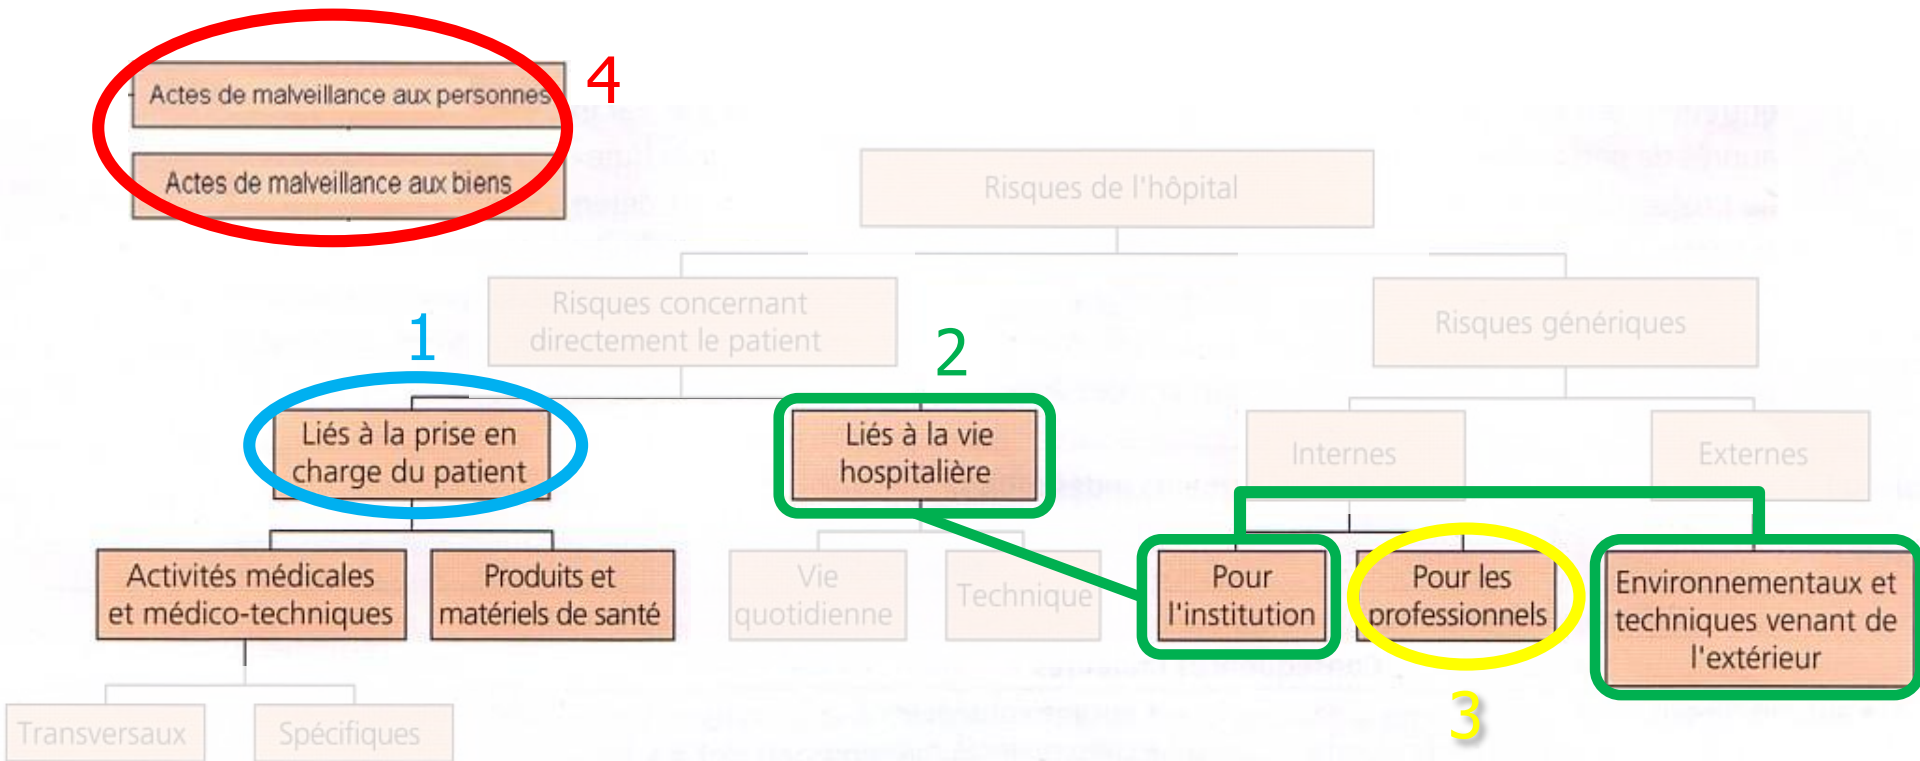 4
Actes de malveillance aux personnes
Actes de malveillance aux biens
Risques de l'hôpital
Risques concernant
directement le patient
Risques génériques
1
2
Liés à la prise en
charge du patient
Liés à la vie
hospitalière
Internes
Externes
Activités médicales
et médico-techniques
Produits et
matériels de santé
Vie
quotidienne
Technique
Pour
l'institution
Pour les
professionnels
Environnementaux et
techniques venant de
l'extérieur
3
Transversaux
Spécifiques